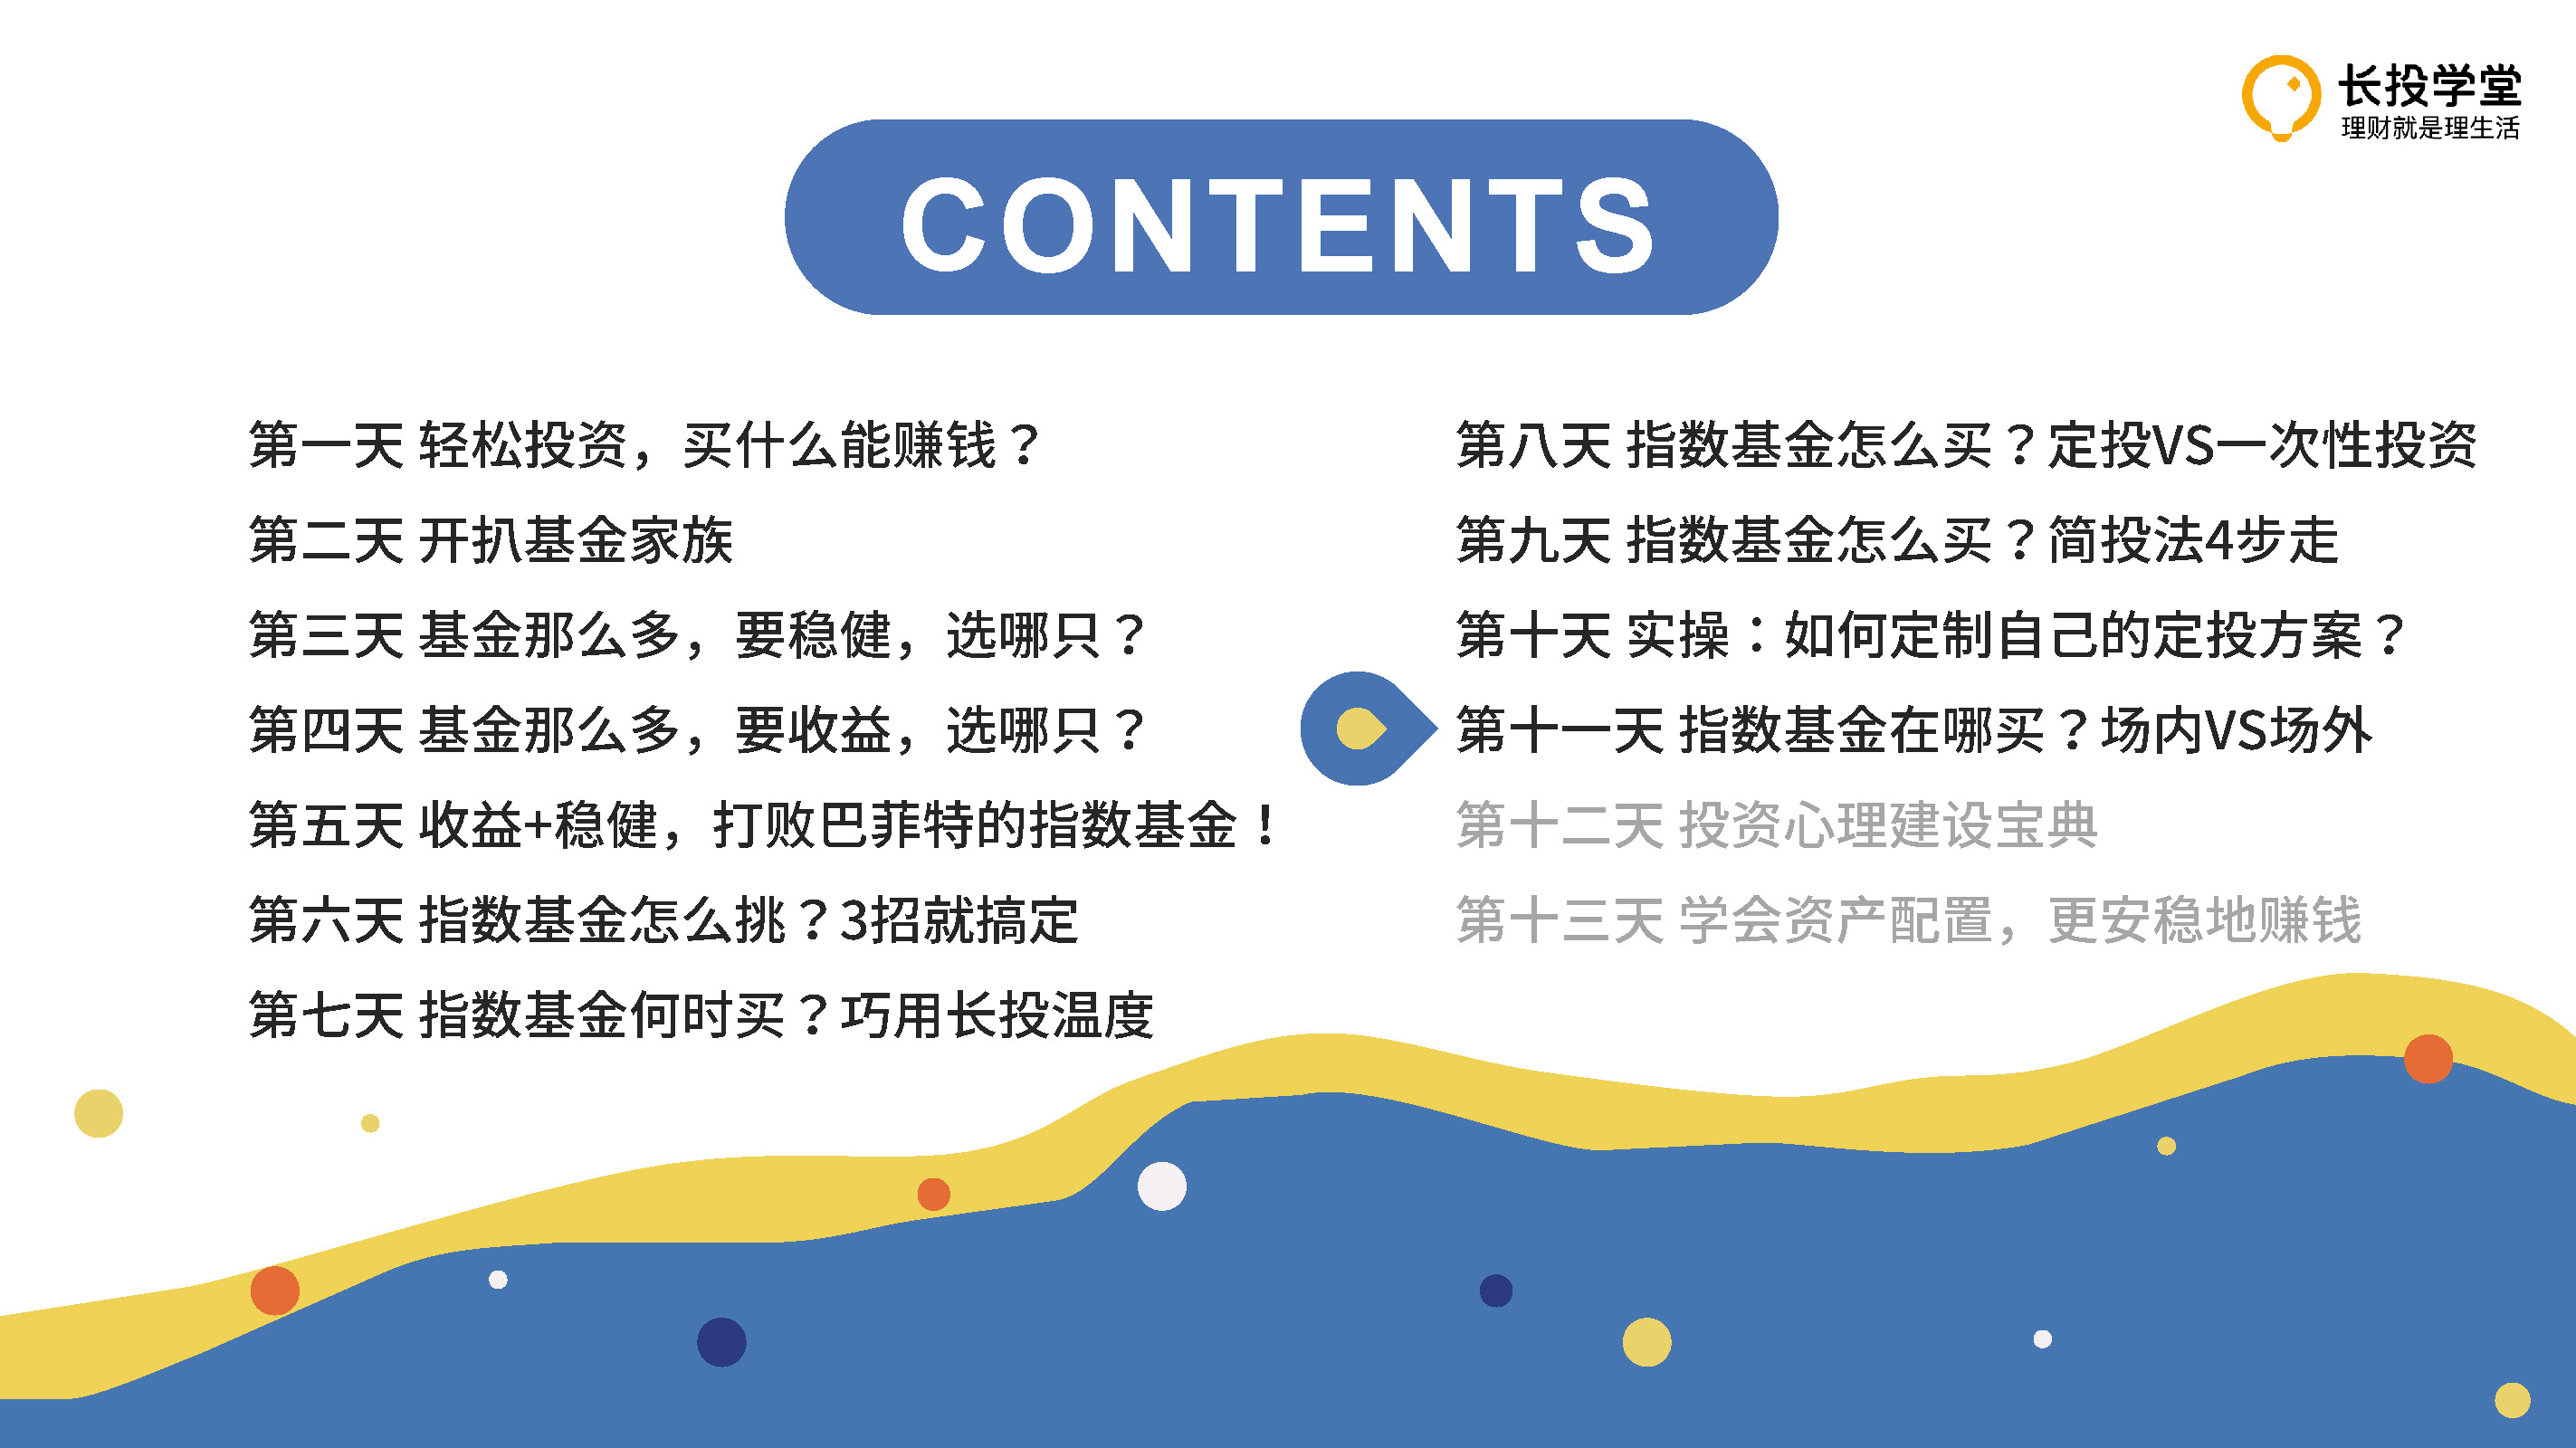 长投学堂
理财就是理生活
CONTENTS
第一天 轻松投资，买什么能赚钱？
第二天 开扒基金家族
第三天 基金那么多，要稳健，选哪只？
第四天 基金那么多，要收益，选哪只？
第五天 收益+稳健，打败巴菲特的指数基金！
第六天 指数基金怎么挑？3招就搞定
第七天 指数基金何时买？巧用长投温度
第八天 指数基金怎么买？定投VS一次性投资
第九天 指数基金怎么买？简投法4步走
第十天 实操：如何定制自己的定投方案？
第十一天 指数基金在哪买？场内VS场外
第十二天 投资心理建设宝典
第十三天 学会资产配置，更安稳地赚钱